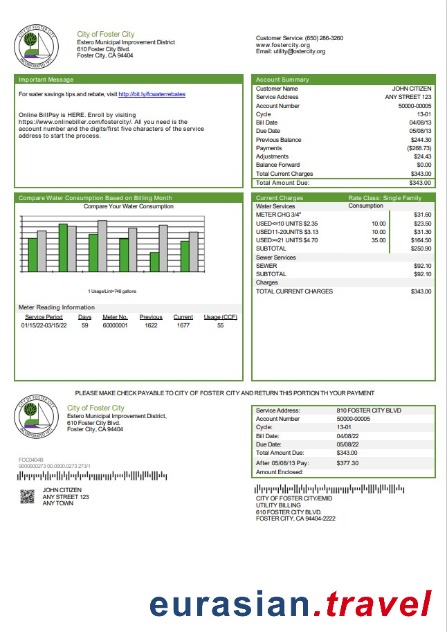 City of Foster City
Estero Municipal Improvement District
610 Foster City Blvd.
Foster City, CA 94404
Customer Service: (650) 286-3260
www.fostercity.org
Email: utility@fostercity.org
Important Message
For water savings tips and rebate, visit http://bit.ly/fcwaterrebates
Online BillPay is HERE. Enroll by visiting
https://www.onlinebiller.com/fostercity/. All you need is the
account number and the digits/first five characters of the service
address to start the process.
Account Summary
Customer Name JOHN CITIZEN
Service Address ANY STREET 123
Account Number 50000-00005
Cycle 13-01
Bill Date 04/08/13
Due Date 05/08/13
Previous Balance $244.30
Payments ($268.73)
Adjustments $24.43
Balance Forward $0.00
Total Current Charges $343.00
Total Amount Due: $343.00
Compare Water Consumption Based on Billing Month
Compare Your Water Consumption
1 Usage/Unit=748 gallons
Meter Reading Information
Service Period Days Meter No. Previous Current Usage (CCF)
01/15/22-03/15/22 59 60000001 1622 1677 55
Current Charges Rate Class: Single Family
Water Services Consumption
METER CHG 3/4" $31.60
USED<=10 UNITS $2.35 10.00 $23.50
USED11-20UNITS $3.13 10.00 $31.30
USED>=21 UNITS $4.70 35.00 $164.50
SUBTOTAL $250.90
Sewer Services
SEWER $92.10
SUBTOTAL $92.10
Charges
TOTAL CURRENT CHARGES $343.00
PLEASE MAKE CHECK PAYABLE TO CITY OF FOSTER CITY AND RETURN THIS PORTION TH YOUR PAYMENT
City of Foster City
Estero Municipal Improvement District,
610 Foster City Blvd.
Foster City, CA 94404
Service Address: 810 FOSTER CITY BLVD
Account Number 50000-00005
Cycle: 13-01
Bill Date: 04/08/22
Due Date: 05/08/22
Total Amount Due: $343.00
After 05/08/13 Pay: $377.30
Amount Enclosed:
JOHN CITIZEN
ANY STREET 123
ANY TOWN
CITY OF FOSTER CITY/EMID
UTILITY BILLING
610 FOSTER CITY BLVD.
FOSTER CITY, CA 94404-2222
eurasian.travel